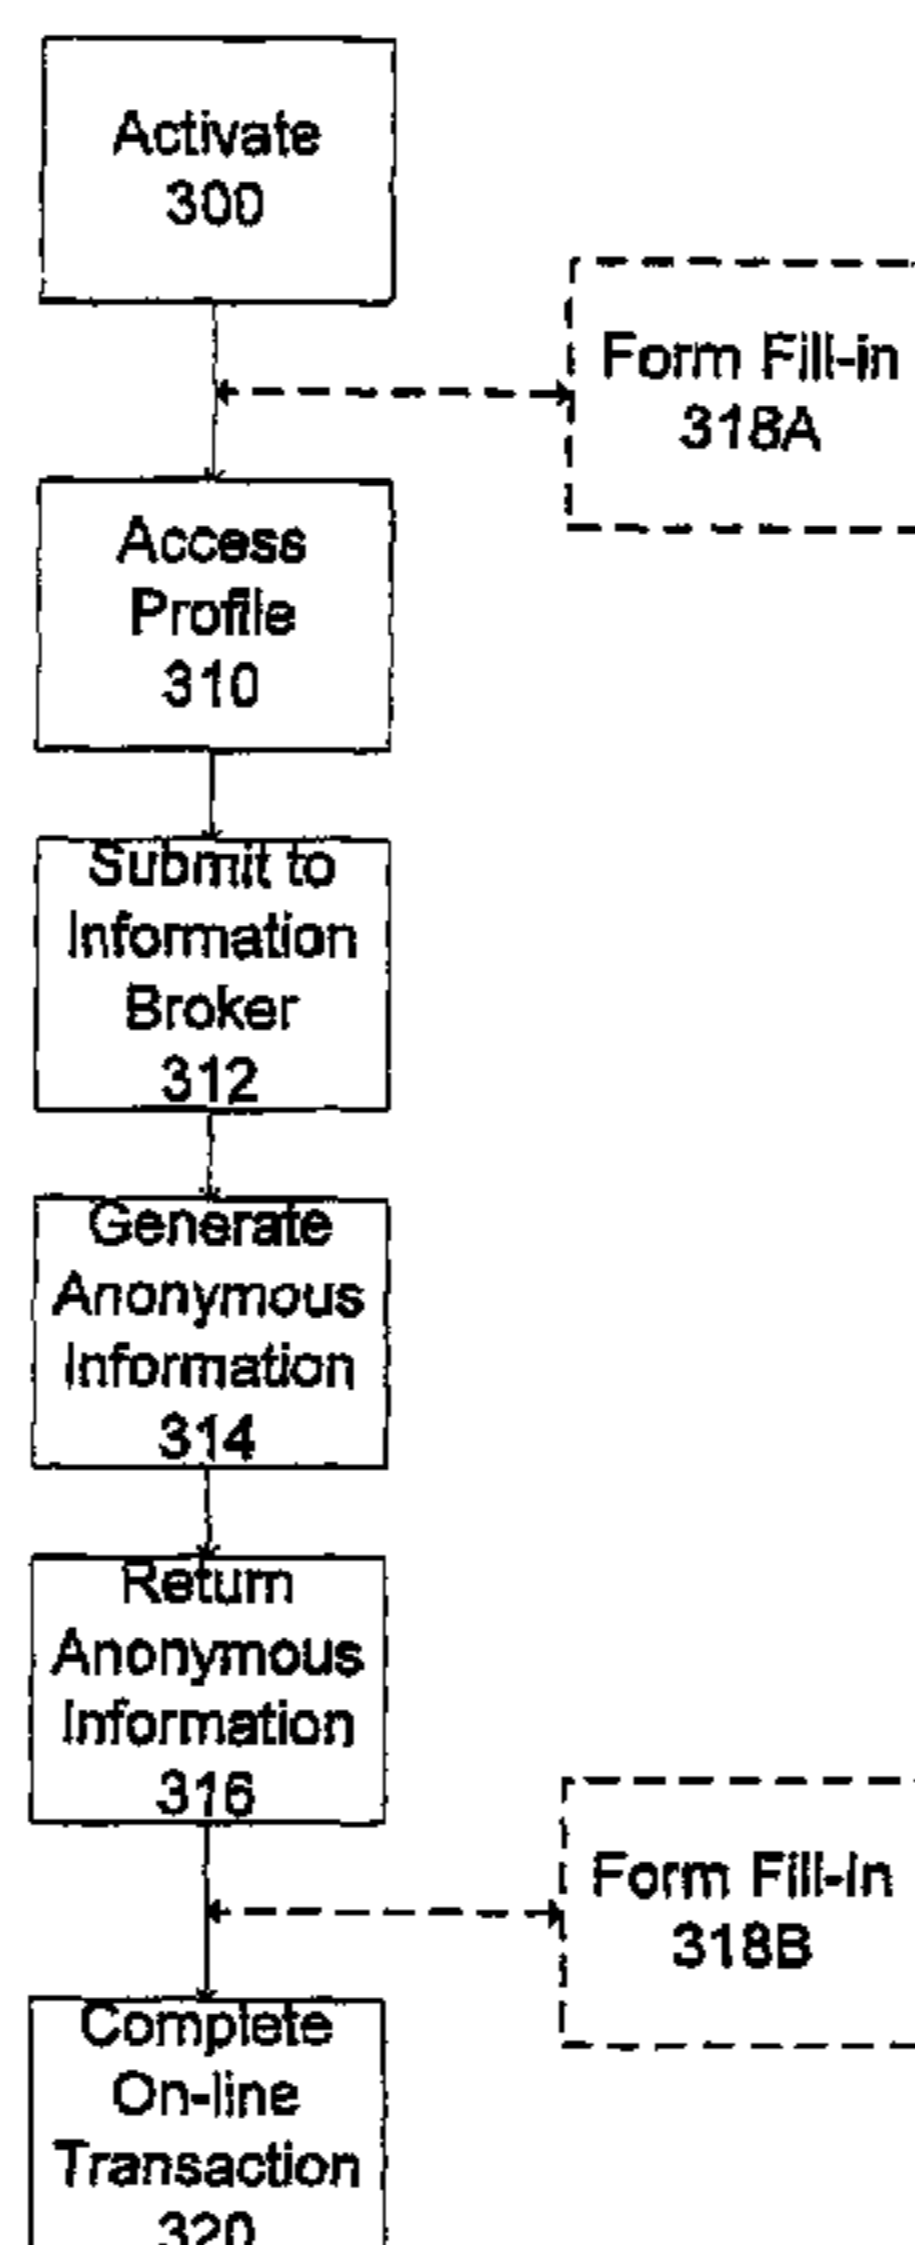 Activate
300
Form Fill-in
318A
Access
Profile
310
Submit to
Information
Broker
312
Generate
Anonymous
Information
314
Return
Anonymous
Information
316
Form Fill-In
318B
Complete
On-line
Transaction
320